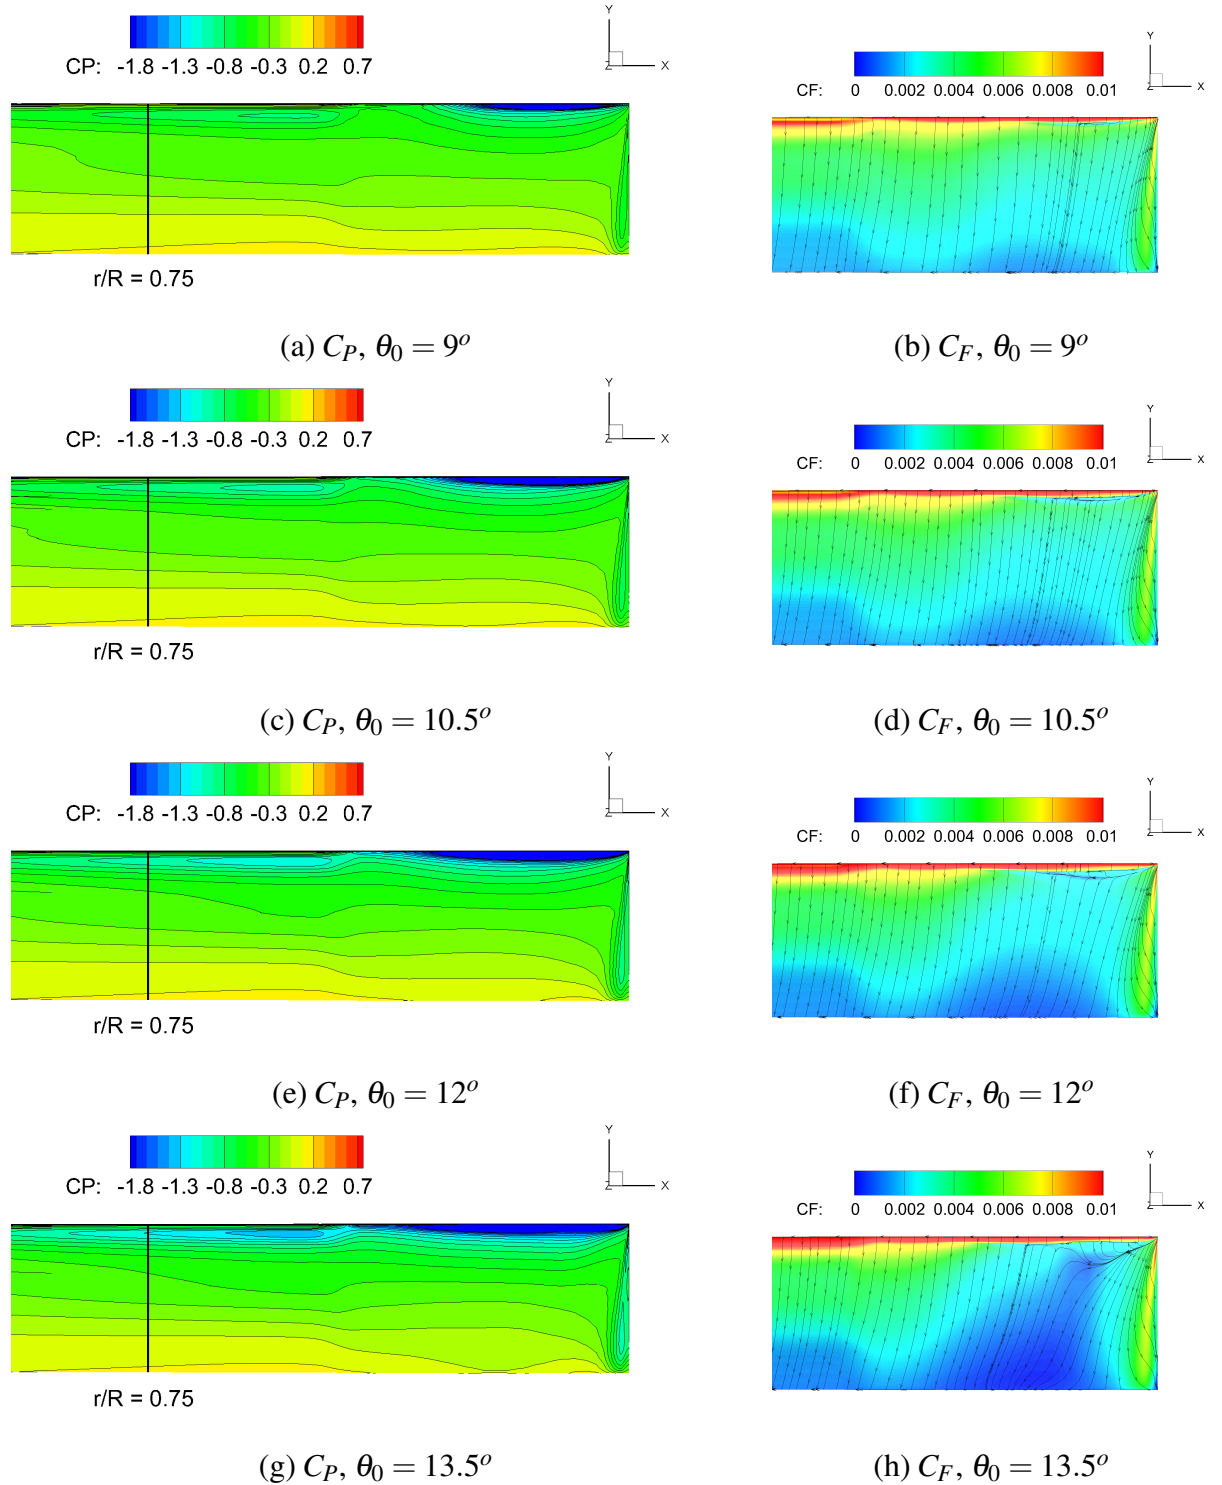 Y
X
Z
CP: -1.8 -1.3 -0.8 -0.3 0.2 0.7
r/R = 0.75
Y
X
Z
CF: 0 0.002 0.004 0.006 0.008 0.01
(a) C_P, θ_0 = 9^o
(b) C_F, θ_0 = 9^o
Y
X
Z
CP: -1.8 -1.3 -0.8 -0.3 0.2 0.7
r/R = 0.75
Y
X
Z
CF: 0 0.002 0.004 0.006 0.008 0.01
(c) C_P, θ_0 = 10.5^o
(d) C_F, θ_0 = 10.5^o
Y
X
Z
CP: -1.8 -1.3 -0.8 -0.3 0.2 0.7
r/R = 0.75
Y
X
Z
CF: 0 0.002 0.004 0.006 0.008 0.01
(e) C_P, θ_0 = 12^o
(f) C_F, θ_0 = 12^o
Y
X
Z
CP: -1.8 -1.3 -0.8 -0.3 0.2 0.7
r/R = 0.75
Y
X
Z
CF: 0 0.002 0.004 0.006 0.008 0.01
(g) C_P, θ_0 = 13.5^o
(h) C_F, θ_0 = 13.5^o